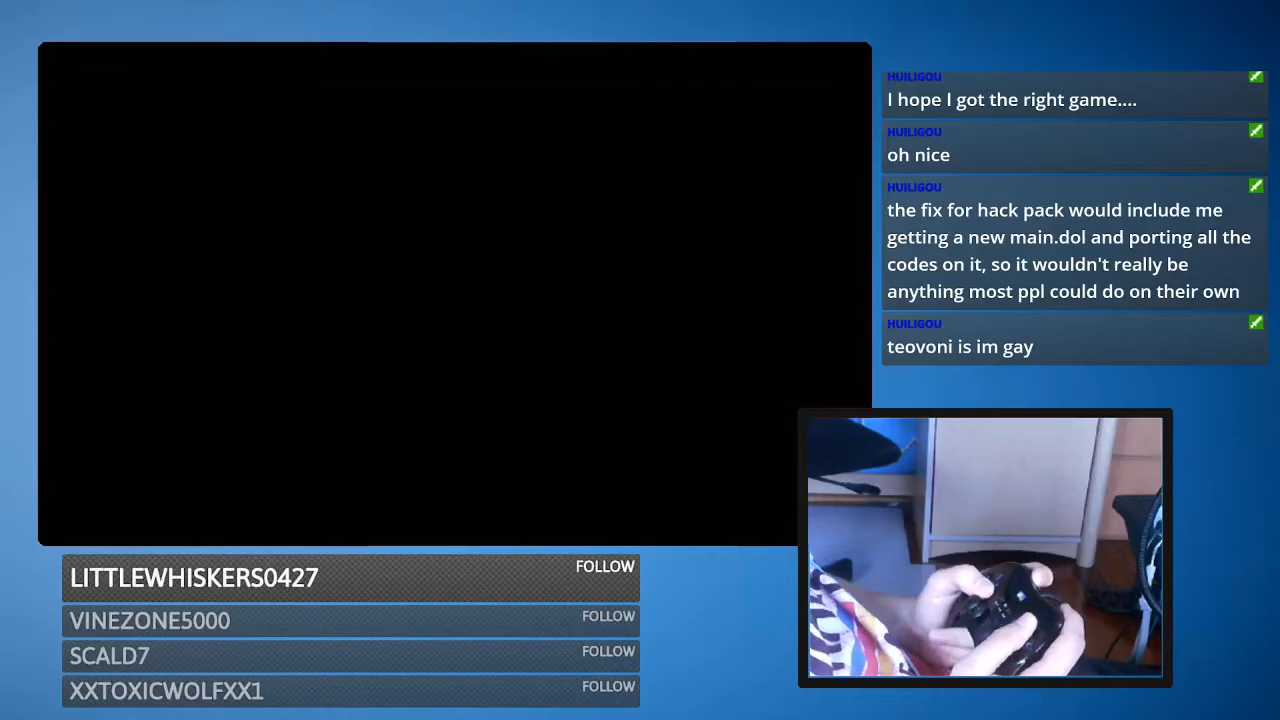 HUILIGOU
I hope I got the right game....
HUILIGOU
oh nice
HUILIGOU
the fix for hack pack would include me
getting a new main.dol and porting all the
codes on it, so it wouldn't really be
anything most ppl could do on their own
HUILIGOU
teovoni is im gay
LITTLEWHISKERS0427 FOLLOW
VINEZONE5000 FOLLOW
SCALD7 FOLLOW
XXTOXICWOLFXX1 FOLLOW